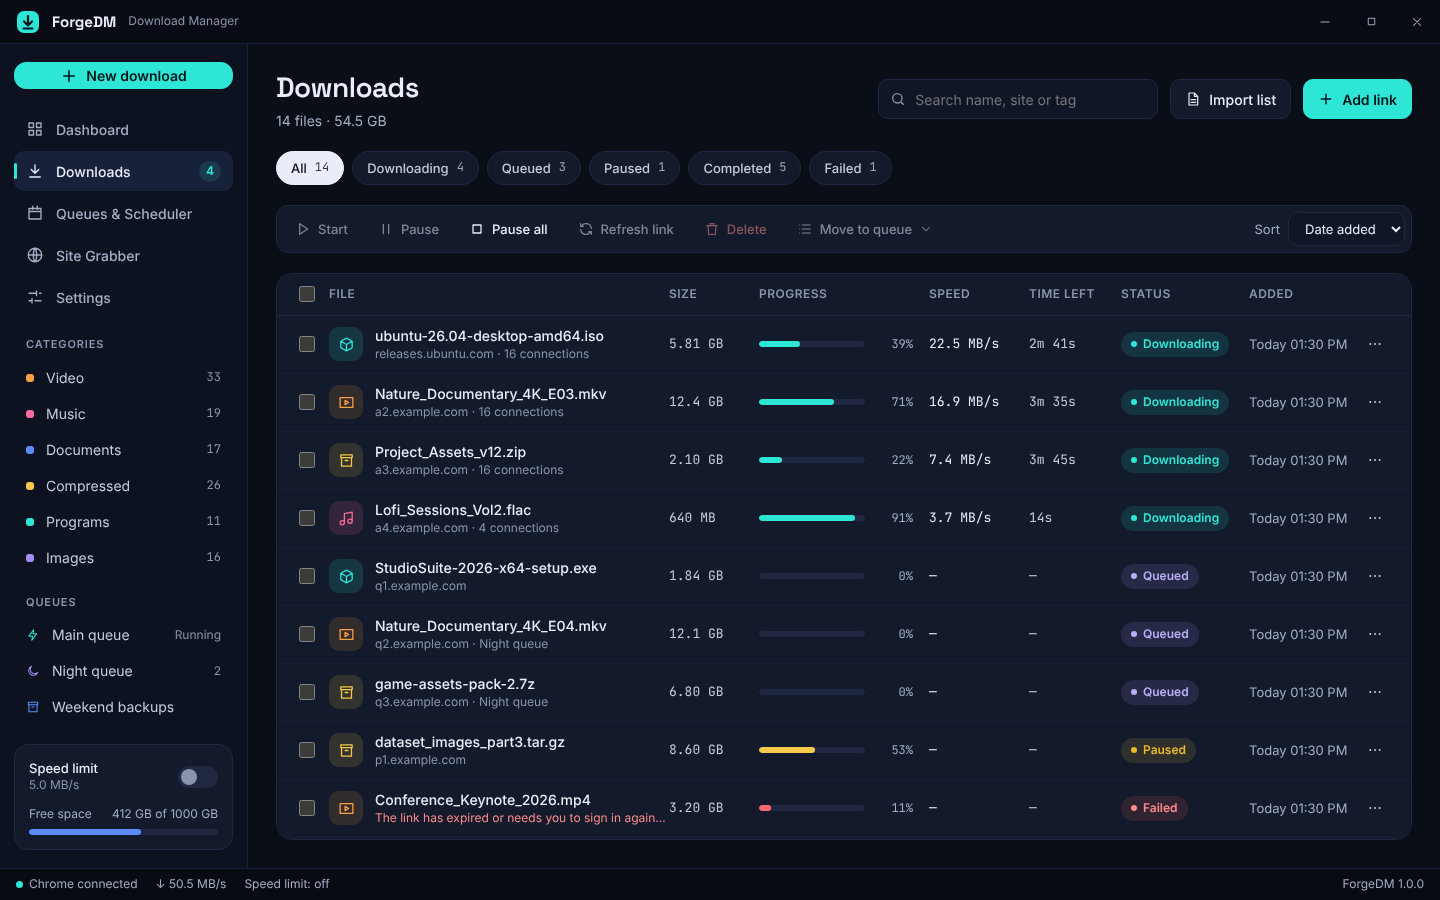 ForgeDM Download Manager
New download
Dashboard
Downloads 4
Queues & Scheduler
Site Grabber
Settings
CATEGORIES
Video 33
Music 19
Documents 17
Compressed 26
Programs 11
Images 16
QUEUES
Main queue Running
Night queue 2
Weekend backups
Speed limit
5.0 MB/s
Free space 412 GB of 1000 GB
Downloads
14 files · 54.5 GB
Search name, site or tag
Import list
Add link
All 14 Downloading 4 Queued 3 Paused 1 Completed 5 Failed 1
Start Pause Pause all Refresh link Delete Move to queue Sort Date added
FILE SIZE PROGRESS SPEED TIME LEFT STATUS ADDED
ubuntu-26.04-desktop-amd64.iso 5.81 GB 39% 22.5 MB/s 2m 41s Downloading Today 01:30 PM
releases.ubuntu.com · 16 connections
Nature_Documentary_4K_E03.mkv 12.4 GB 71% 16.9 MB/s 3m 35s Downloading Today 01:30 PM
a2.example.com · 16 connections
Project_Assets_v12.zip 2.10 GB 22% 7.4 MB/s 3m 45s Downloading Today 01:30 PM
a3.example.com · 16 connections
Lofi_Sessions_Vol2.flac 640 MB 91% 3.7 MB/s 14s Downloading Today 01:30 PM
a4.example.com · 4 connections
StudioSuite-2026-x64-setup.exe 1.84 GB 0% — — Queued Today 01:30 PM
q1.example.com
Nature_Documentary_4K_E04.mkv 12.1 GB 0% — — Queued Today 01:30 PM
q2.example.com · Night queue
game-assets-pack-2.7z 6.80 GB 0% — — Queued Today 01:30 PM
q3.example.com · Night queue
dataset_images_part3.tar.gz 8.60 GB 53% — — Paused Today 01:30 PM
p1.example.com
Conference_Keynote_2026.mp4 3.20 GB 11% — — Failed Today 01:30 PM
The link has expired or needs you to sign in again...
Chrome connected ↓ 50.5 MB/s Speed limit: off ForgeDM 1.0.0